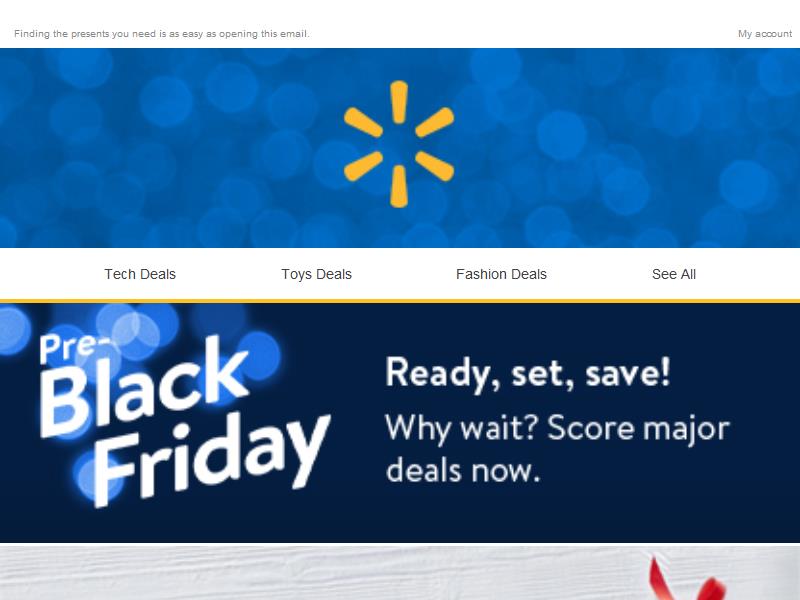 Finding the presents you need is as easy as opening this email.
My account
Tech Deals
Toys Deals
Fashion Deals
See All
Pre-
Black
Friday
Ready, set, save!
Why wait? Score major
deals now.